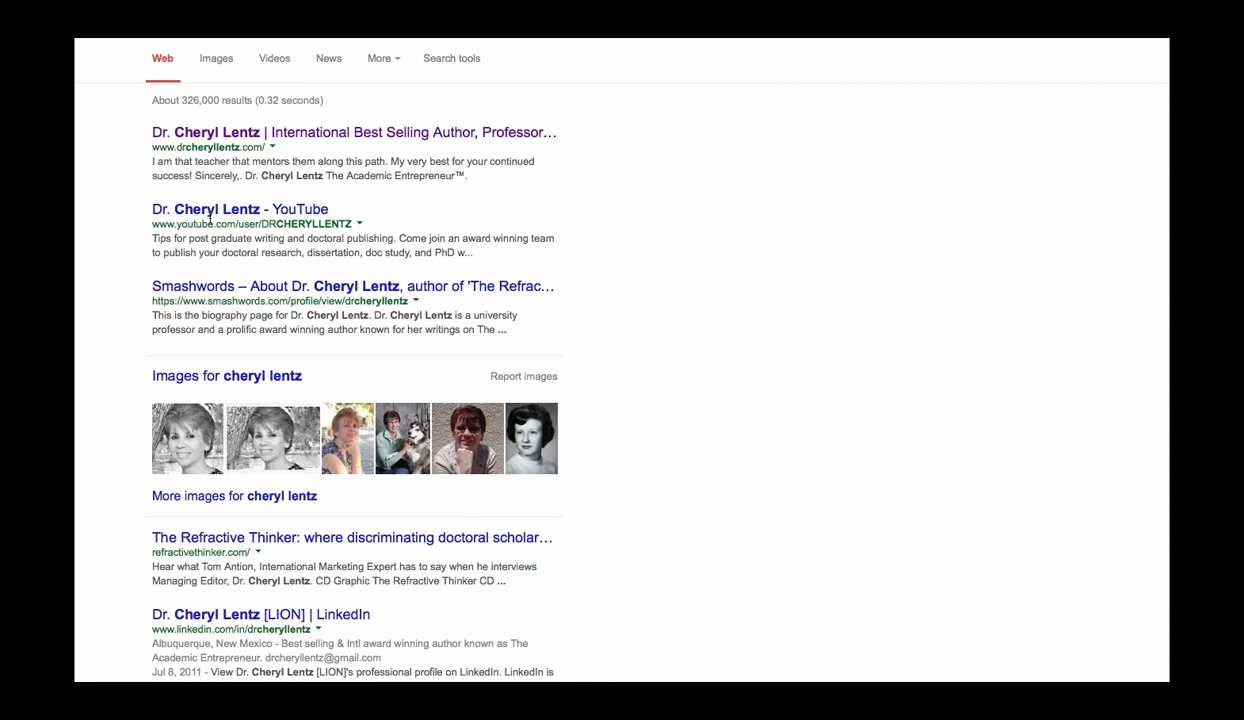 Web Images Videos News More Search tools
About 326,000 results (0.32 seconds)
Dr. Cheryl Lentz | International Best Selling Author, Professor...
www.drcheryllentz.com/
I am that teacher that mentors them along this path. My very best for your continued
success! Sincerely,. Dr. Cheryl Lentz The Academic Entrepreneur™.
Dr. Cheryl Lentz - YouTube
www.youtube.com/user/DRCHERYLLENTZ
Tips for post graduate writing and doctoral publishing. Come join an award winning team
to publish your doctoral research, dissertation, doc study, and PhD w...
Smashwords – About Dr. Cheryl Lentz, author of 'The Refrac...
https://www.smashwords.com/profile/view/drcheryllentz
This is the biography page for Dr. Cheryl Lentz. Dr. Cheryl Lentz is a university
professor and a prolific award winning author known for her writings on The ...
Images for cheryl lentz Report images
More images for cheryl lentz
The Refractive Thinker: where discriminating doctoral scholar...
refractivethinker.com/
Hear what Tom Antion, International Marketing Expert has to say when he interviews
Managing Editor, Dr. Cheryl Lentz. CD Graphic The Refractive Thinker CD ...
Dr. Cheryl Lentz [LION] | LinkedIn
www.linkedin.com/in/drcheryllentz
Albuquerque, New Mexico - Best selling & Intl award winning author known as The
Academic Entrepreneur. drcheryllentz@gmail.com
Jul 8, 2011 - View Dr. Cheryl Lentz [LION]'s professional profile on LinkedIn. LinkedIn is